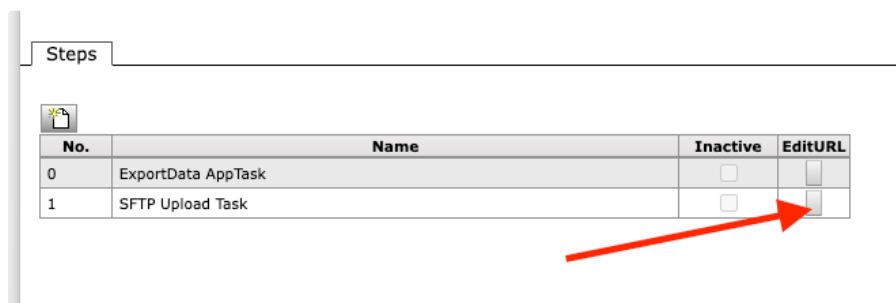 Steps
No. Name Inactive EditURL
0 ExportData AppTask
1 SFTP Upload Task